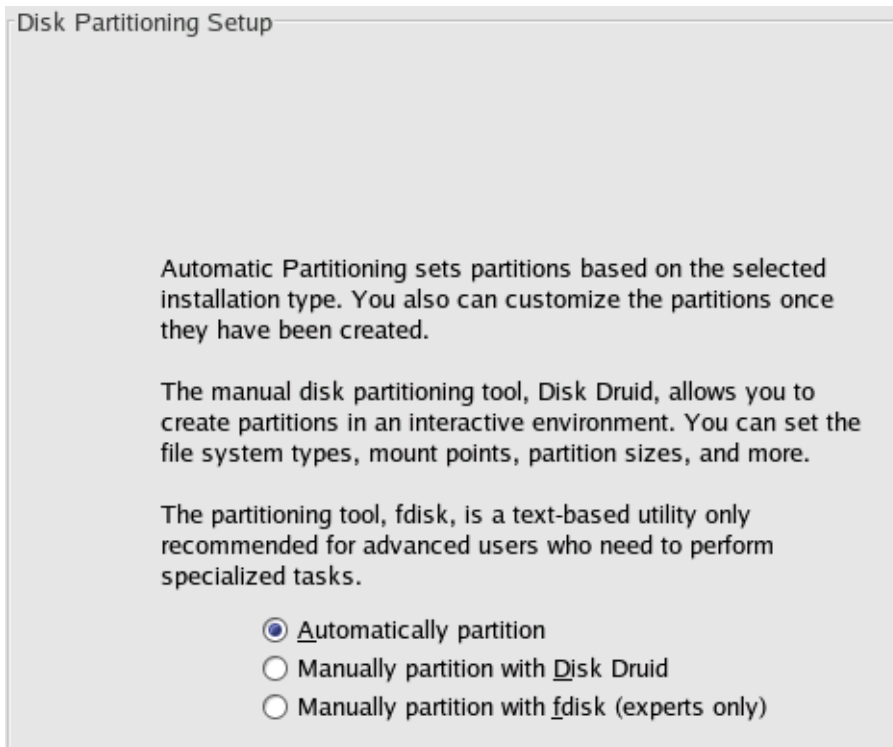 Disk Partitioning Setup
Automatic Partitioning sets partitions based on the selected
installation type. You also can customize the partitions once
they have been created.
The manual disk partitioning tool, Disk Druid, allows you to
create partitions in an interactive environment. You can set the
file system types, mount points, partition sizes, and more.
The partitioning tool, fdisk, is a text-based utility only
recommended for advanced users who need to perform
specialized tasks.
Automatically partition
Manually partition with Disk Druid
Manually partition with fdisk (experts only)